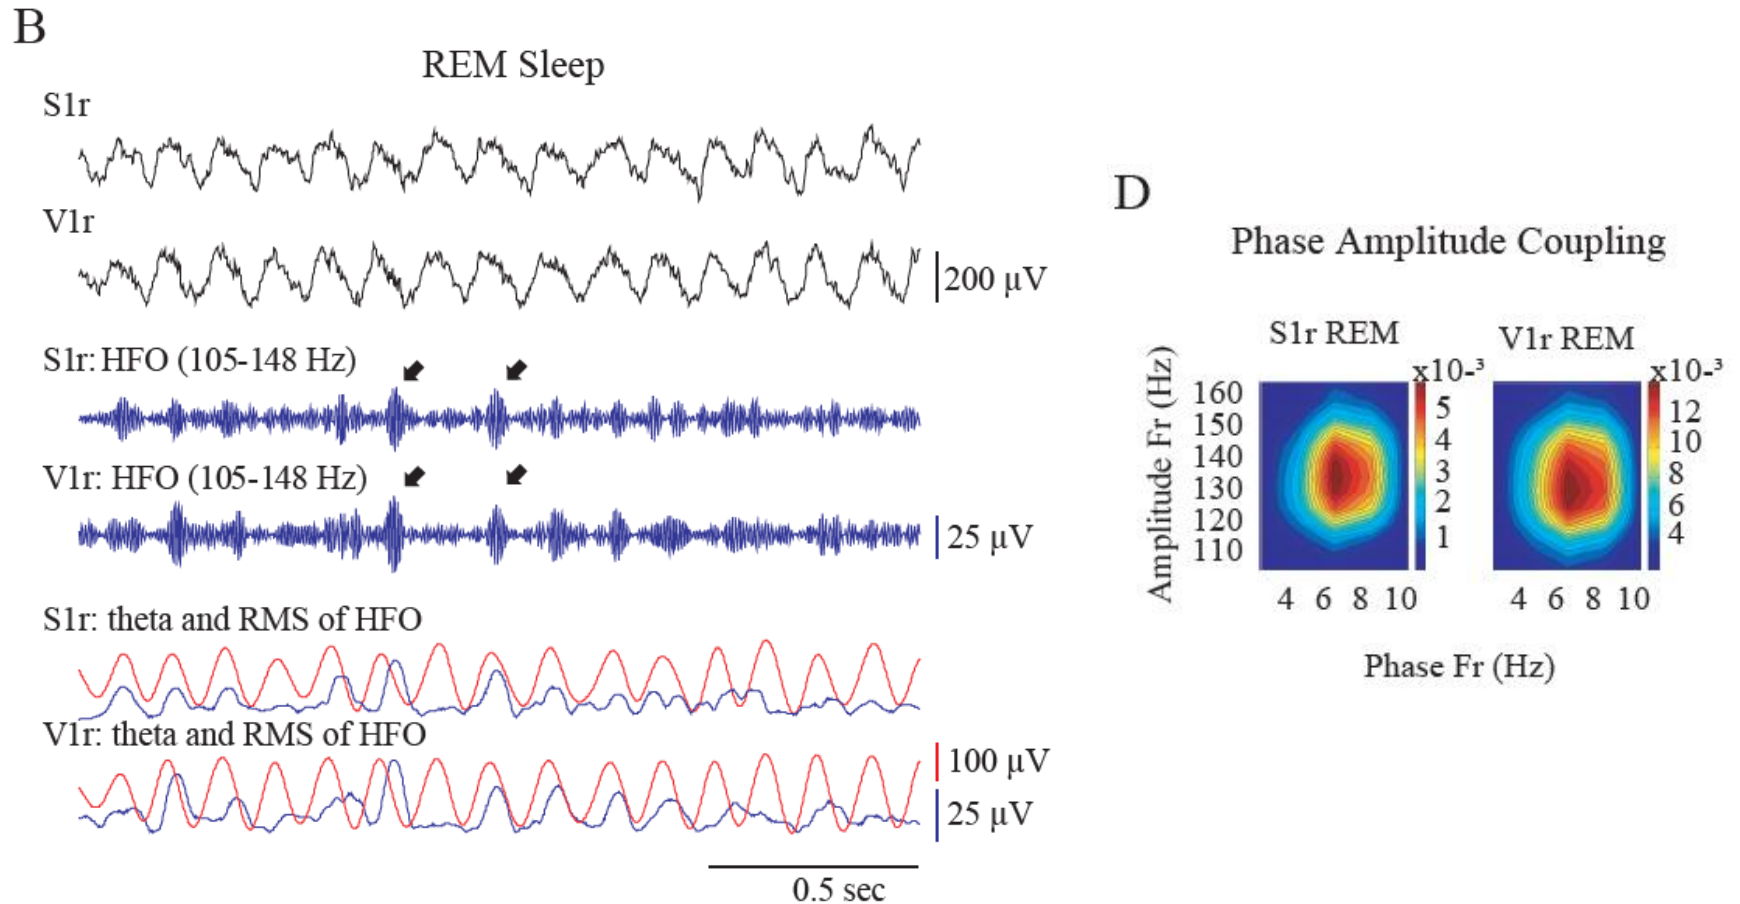 B
REM Sleep
S1r
V1r
200 µV
S1r: HFO (105-148 Hz)
V1r: HFO (105-148 Hz)
25 µV
S1r: theta and RMS of HFO
V1r: theta and RMS of HFO
100 µV
25 µV
0.5 sec
D
Phase Amplitude Coupling
S1r REM
V1r REM
x10-³
x10-³
Amplitude Fr (Hz)
160
150
140
130
120
110
5
4
3
2
1
12
10
8
6
4
4 6 8 10
4 6 8 10
Phase Fr (Hz)